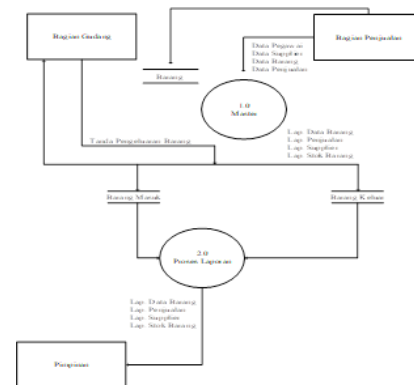 Bagian Gudang
Bagian Penjualan
Data Pegawai
Data Supplier
Data Barang
Data Penjualan
Barang
1.0
Master
Tanda Pengeluaran Barang
Lap. Data Barang
Lap. Penjualan
Lap. Supplier
Lap. Stok Barang
Barang Masuk
Barang Keluar
2.0
Proses Laporan
Lap. Data Barang
Lap. Penjualan
Lap. Supplier
Lap. Stok Barang
Pimpinan